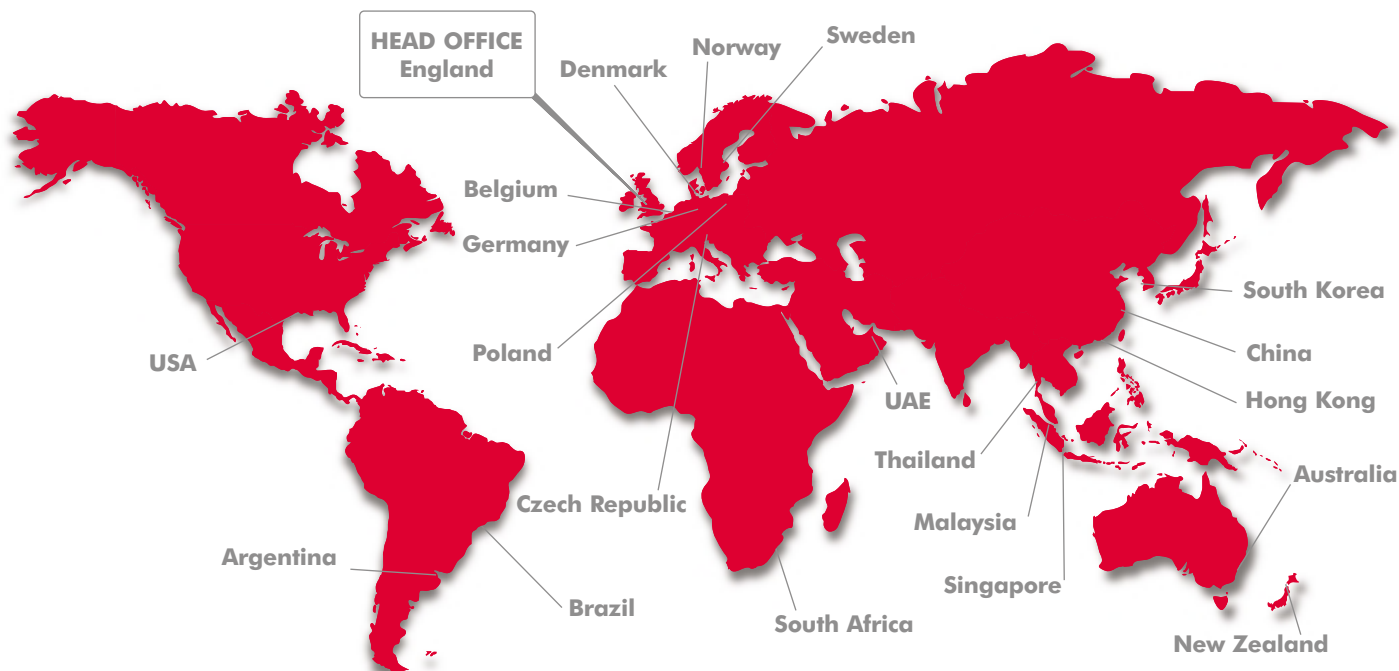 HEAD OFFICE
England
Denmark
Norway
Sweden
Belgium
Germany
Poland
Czech Republic
USA
Argentina
Brazil
South Africa
UAE
Thailand
Malaysia
Singapore
South Korea
China
Hong Kong
Australia
New Zealand